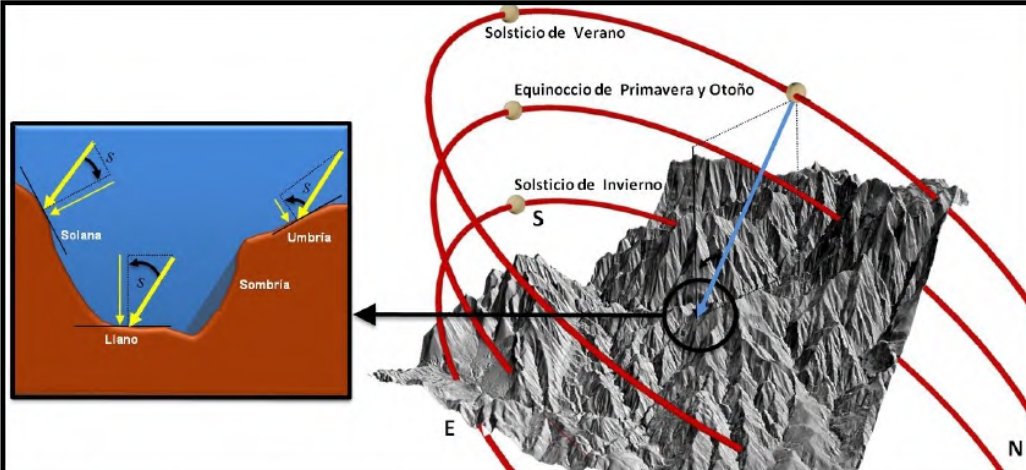 Solsticio de Verano
Equinoccio de Primavera y Otoño
Solsticio de Invierno
S
S
Solana
S
Umbría
S
Sombría
Llano
E
N